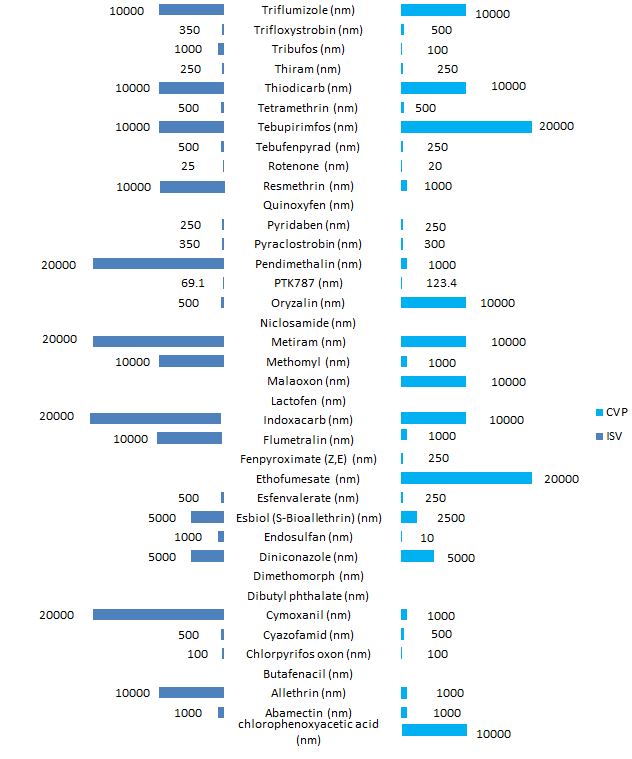 10000 Triflumizole (nm) 10000
350 Trifloxystrobin (nm) 500
1000 Tribufos (nm) 100
250 Thiram (nm) 250
10000 Thiodicarb (nm) 10000
500 Tetramethrin (nm) 500
10000 Tebupirimfos (nm) 20000
500 Tebufenpyrad (nm) 250
25 Rotenone (nm) 20
10000 Resmethrin (nm) 1000
Quinoxyfen (nm)
250 Pyridaben (nm) 250
350 Pyraclostrobin (nm) 300
20000 Pendimethalin (nm) 1000
69.1 PTK787 (nm) 123.4
500 Oryzalin (nm) 10000
Niclosamide (nm)
20000 Metiram (nm) 10000
10000 Methomyl (nm) 1000
Malaoxon (nm) 10000
Lactofen (nm)
20000 Indoxacarb (nm) 10000
CVP
10000 Flumetralin (nm) 1000
ISV
Fenpyroximate (Z,E) (nm) 250
Ethofumesate (nm) 20000
500 Esfenvalerate (nm) 250
5000 Esbiol (S-Bioallethrin) (nm) 2500
1000 Endosulfan (nm) 10
5000 Diniconazole (nm) 5000
Dimethomorph (nm)
Dibutyl phthalate (nm)
20000 Cymoxanil (nm) 1000
500 Cyazofamid (nm) 500
100 Chlorpyrifos oxon (nm) 100
Butafenacil (nm)
10000 Allethrin (nm) 1000
1000 Abamectin (nm) 1000
chlorophenoxyacetic acid
(nm) 10000